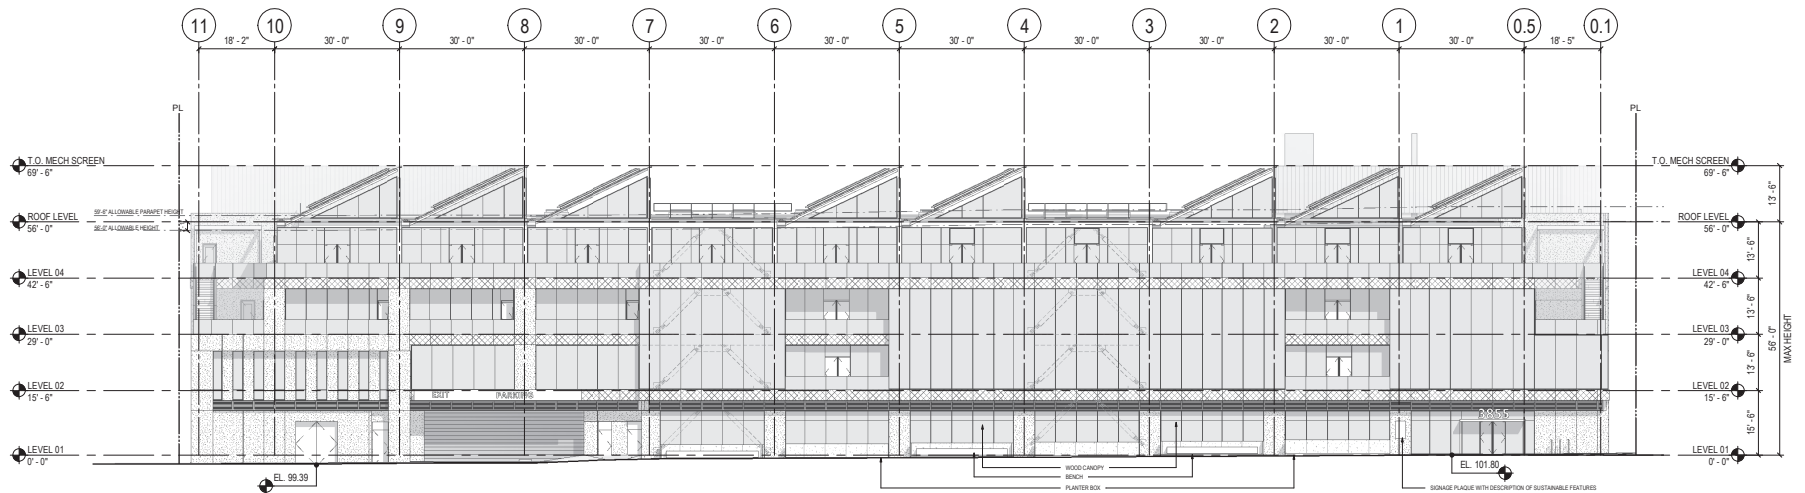 11 10 9 8 7 6 5 4 3 2 1 0.5 0.1
18' - 2" 30' - 0" 30' - 0" 30' - 0" 30' - 0" 30' - 0" 30' - 0" 30' - 0" 30' - 0" 30' - 0" 30' - 0" 18' - 5"
PL PL
T.O. MECH SCREEN
69' - 6"
T.O. MECH SCREEN
69' - 6"
13' - 6"
59'-6" ALLOWABLE PARAPET HEIGHT
ROOF LEVEL
56' - 0"
56'-0" ALLOWABLE HEIGHT
ROOF LEVEL
56' - 0"
13' - 6"
LEVEL 04
42' - 6"
LEVEL 04
42' - 6"
13' - 6"
LEVEL 03
29' - 0"
LEVEL 03
29' - 0"
56' - 0"
MAX HEIGHT
13' - 6"
LEVEL 02
15' - 6"
EXIT PARKING
LEVEL 02
15' - 6"
3855
15' - 6"
LEVEL 01
0' - 0"
LEVEL 01
0' - 0"
EL. 99.39
WOOD CANOPY
BENCH
PLANTER BOX
EL. 101.80
SIGNAGE PLAQUE WITH DESCRIPTION OF SUSTAINABLE FEATURES